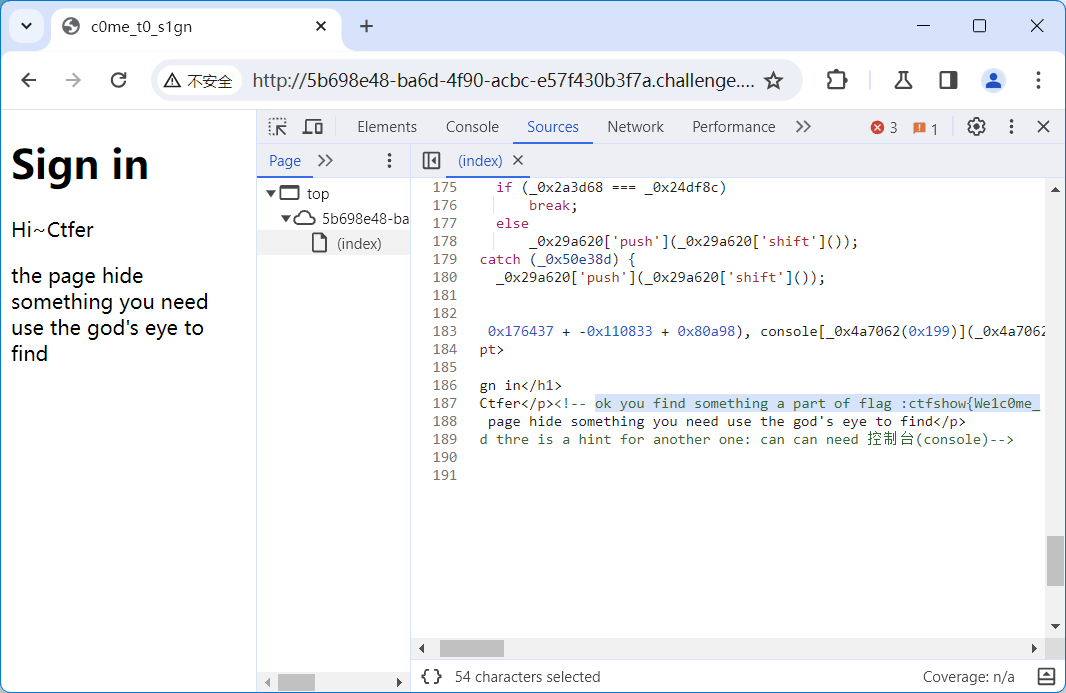 c0me_t0_s1gn
不安全
http://5b698e48-ba6d-4f90-acbc-e57f430b3f7a.challenge....
Sign in
Hi~Ctfer
the page hide
something you need
use the god's eye to
find
Elements Console Sources Network Performance
3 1
Page
(index)
top
5b698e48-ba
(index)
175 if (_0x2a3d68 === _0x24df8c)
176 break;
177 else
178 _0x29a620['push'](_0x29a620['shift']());
179 catch (_0x50e38d) {
180 _0x29a620['push'](_0x29a620['shift']());
181
182
183 0x176437 + -0x110833 + 0x80a98), console[_0x4a7062(0x199)](_0x4a7062
184 pt>
185
186 gn in</h1>
187 Ctfer</p><!-- ok you find something a part of flag :ctfshow{We1c0me_
188 page hide something you need use the god's eye to find</p>
189 d thre is a hint for another one: can can need 控制台(console)-->
190
191
{} 54 characters selected
Coverage: n/a